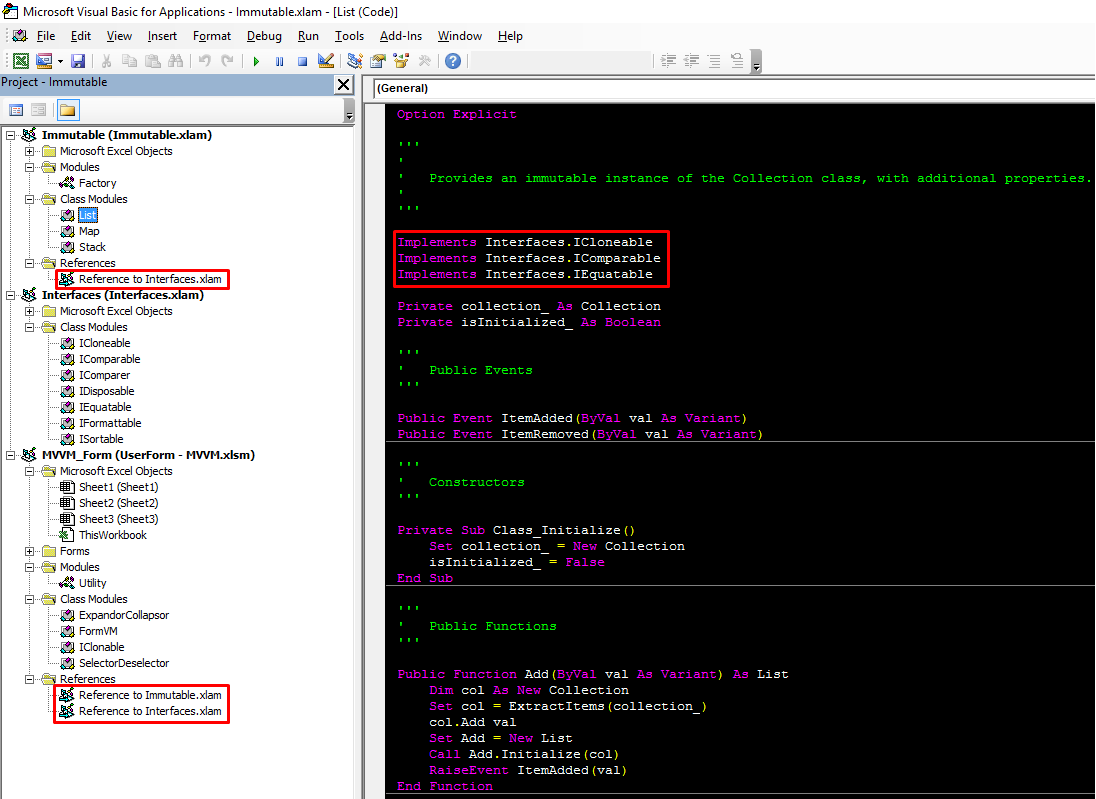 Microsoft Visual Basic for Applications - Immutable.xlam - [List (Code)]
File Edit View Insert Format Debug Run Tools Add-Ins Window Help
Project - Immutable
Immutable (Immutable.xlam)
Microsoft Excel Objects
Modules
Factory
Class Modules
List
Map
Stack
References
Reference to Interfaces.xlam
Interfaces (Interfaces.xlam)
Microsoft Excel Objects
Class Modules
ICloneable
IComparable
IComparer
IDisposable
IEquatable
IFormattable
ISortable
MVVM_Form (UserForm - MVVM.xlsm)
Microsoft Excel Objects
Sheet1 (Sheet1)
Sheet2 (Sheet2)
Sheet3 (Sheet3)
ThisWorkbook
Forms
Modules
Utility
Class Modules
ExpandorCollapsor
FormVM
IClonable
SelectorDeselector
References
Reference to Immutable.xlam
Reference to Interfaces.xlam
(General)
Option Explicit
'''
'
'   Provides an immutable instance of the Collection class, with additional properties.
'
'''
Implements Interfaces.ICloneable
Implements Interfaces.IComparable
Implements Interfaces.IEquatable
Private collection_ As Collection
Private isInitialized_ As Boolean
'''
'   Public Events
'''
Public Event ItemAdded(ByVal val As Variant)
Public Event ItemRemoved(ByVal val As Variant)
'''
'   Constructors
'''
Private Sub Class_Initialize()
    Set collection_ = New Collection
    isInitialized_ = False
End Sub
'''
'   Public Functions
'''
Public Function Add(ByVal val As Variant) As List
    Dim col As New Collection
    Set col = ExtractItems(collection_)
    col.Add val
    Set Add = New List
    Call Add.Initialize(col)
    RaiseEvent ItemAdded(val)
End Function